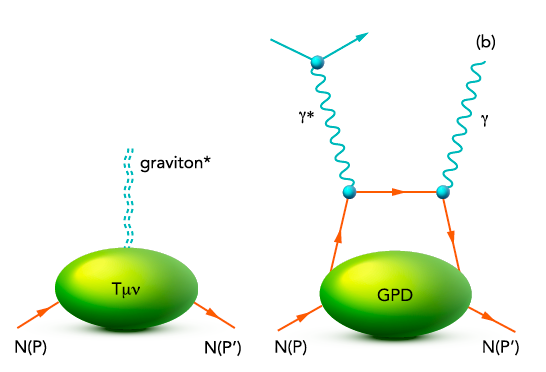 (b)
γ*
γ
graviton*
Tμν
GPD
N(P)
N(P')
N(P)
N(P')